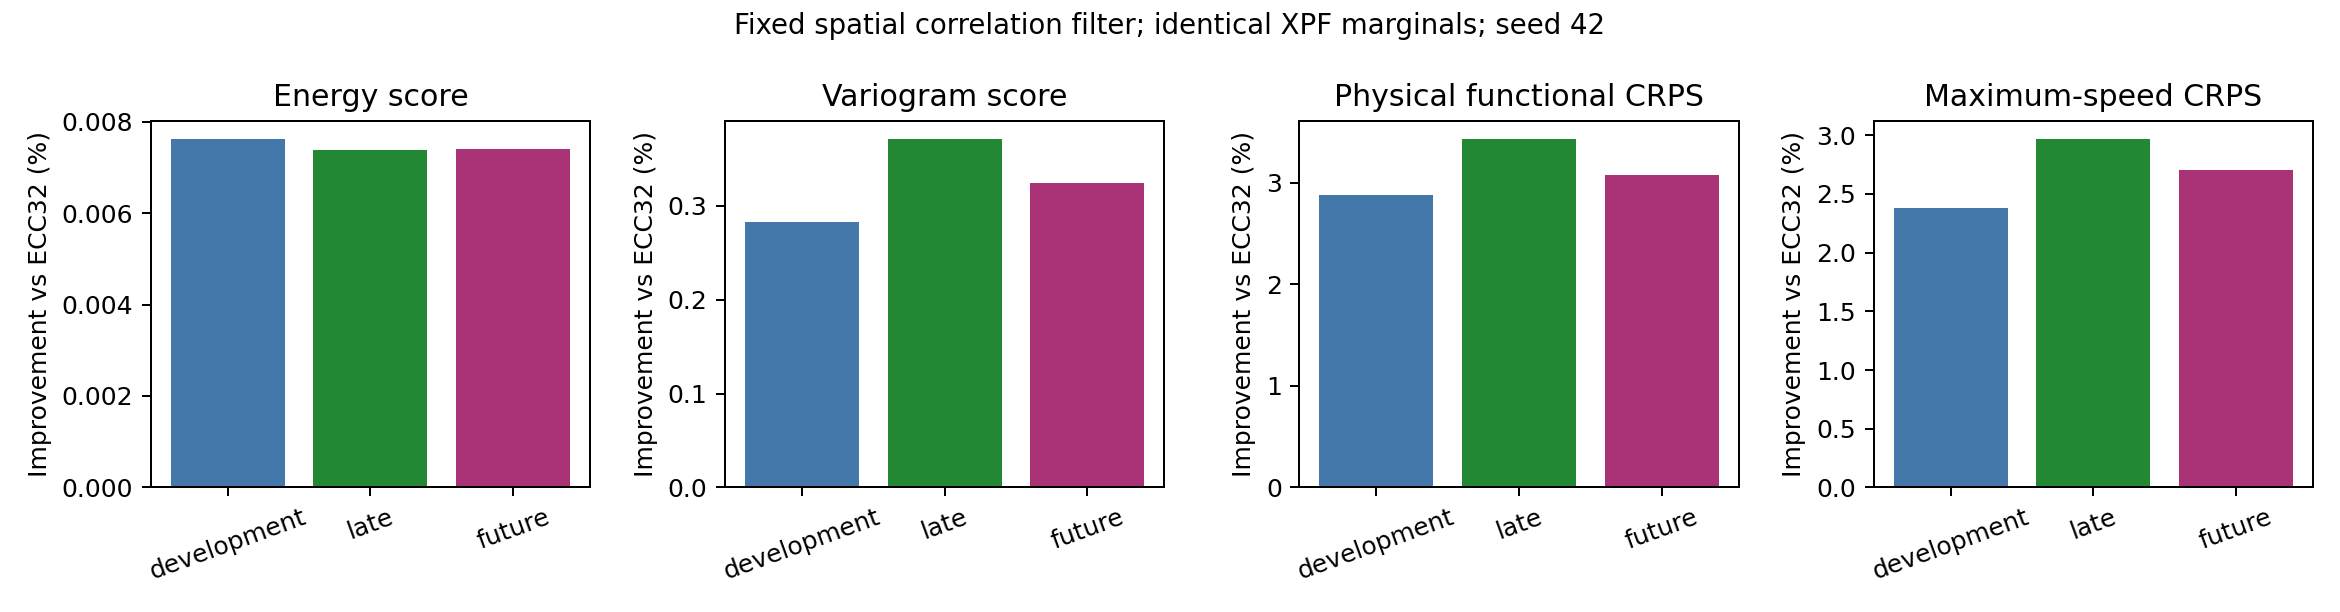 Fixed spatial correlation filter; identical XPF marginals; seed 42
Energy score
Improvement vs ECC32 (%)
0.008
0.006
0.004
0.002
0.000
development
late
future
Variogram score
Improvement vs ECC32 (%)
0.3
0.2
0.1
0.0
development
late
future
Physical functional CRPS
Improvement vs ECC32 (%)
3
2
1
0
development
late
future
Maximum-speed CRPS
Improvement vs ECC32 (%)
3.0
2.5
2.0
1.5
1.0
0.5
0.0
development
late
future